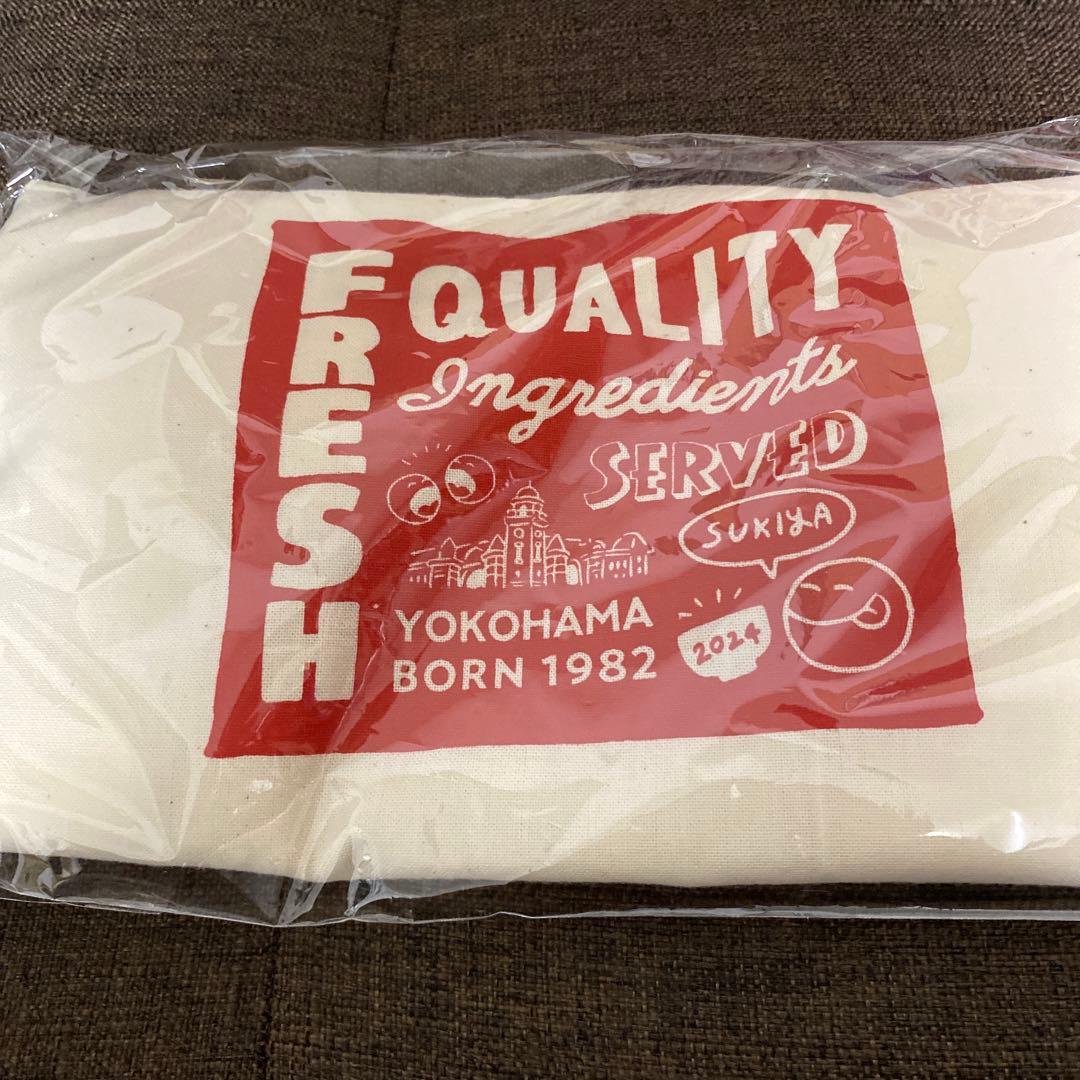 FRESH
QUALITY
Ingredients
SERVED
SUKIYA
YOKOHAMA
BORN 1982
2024